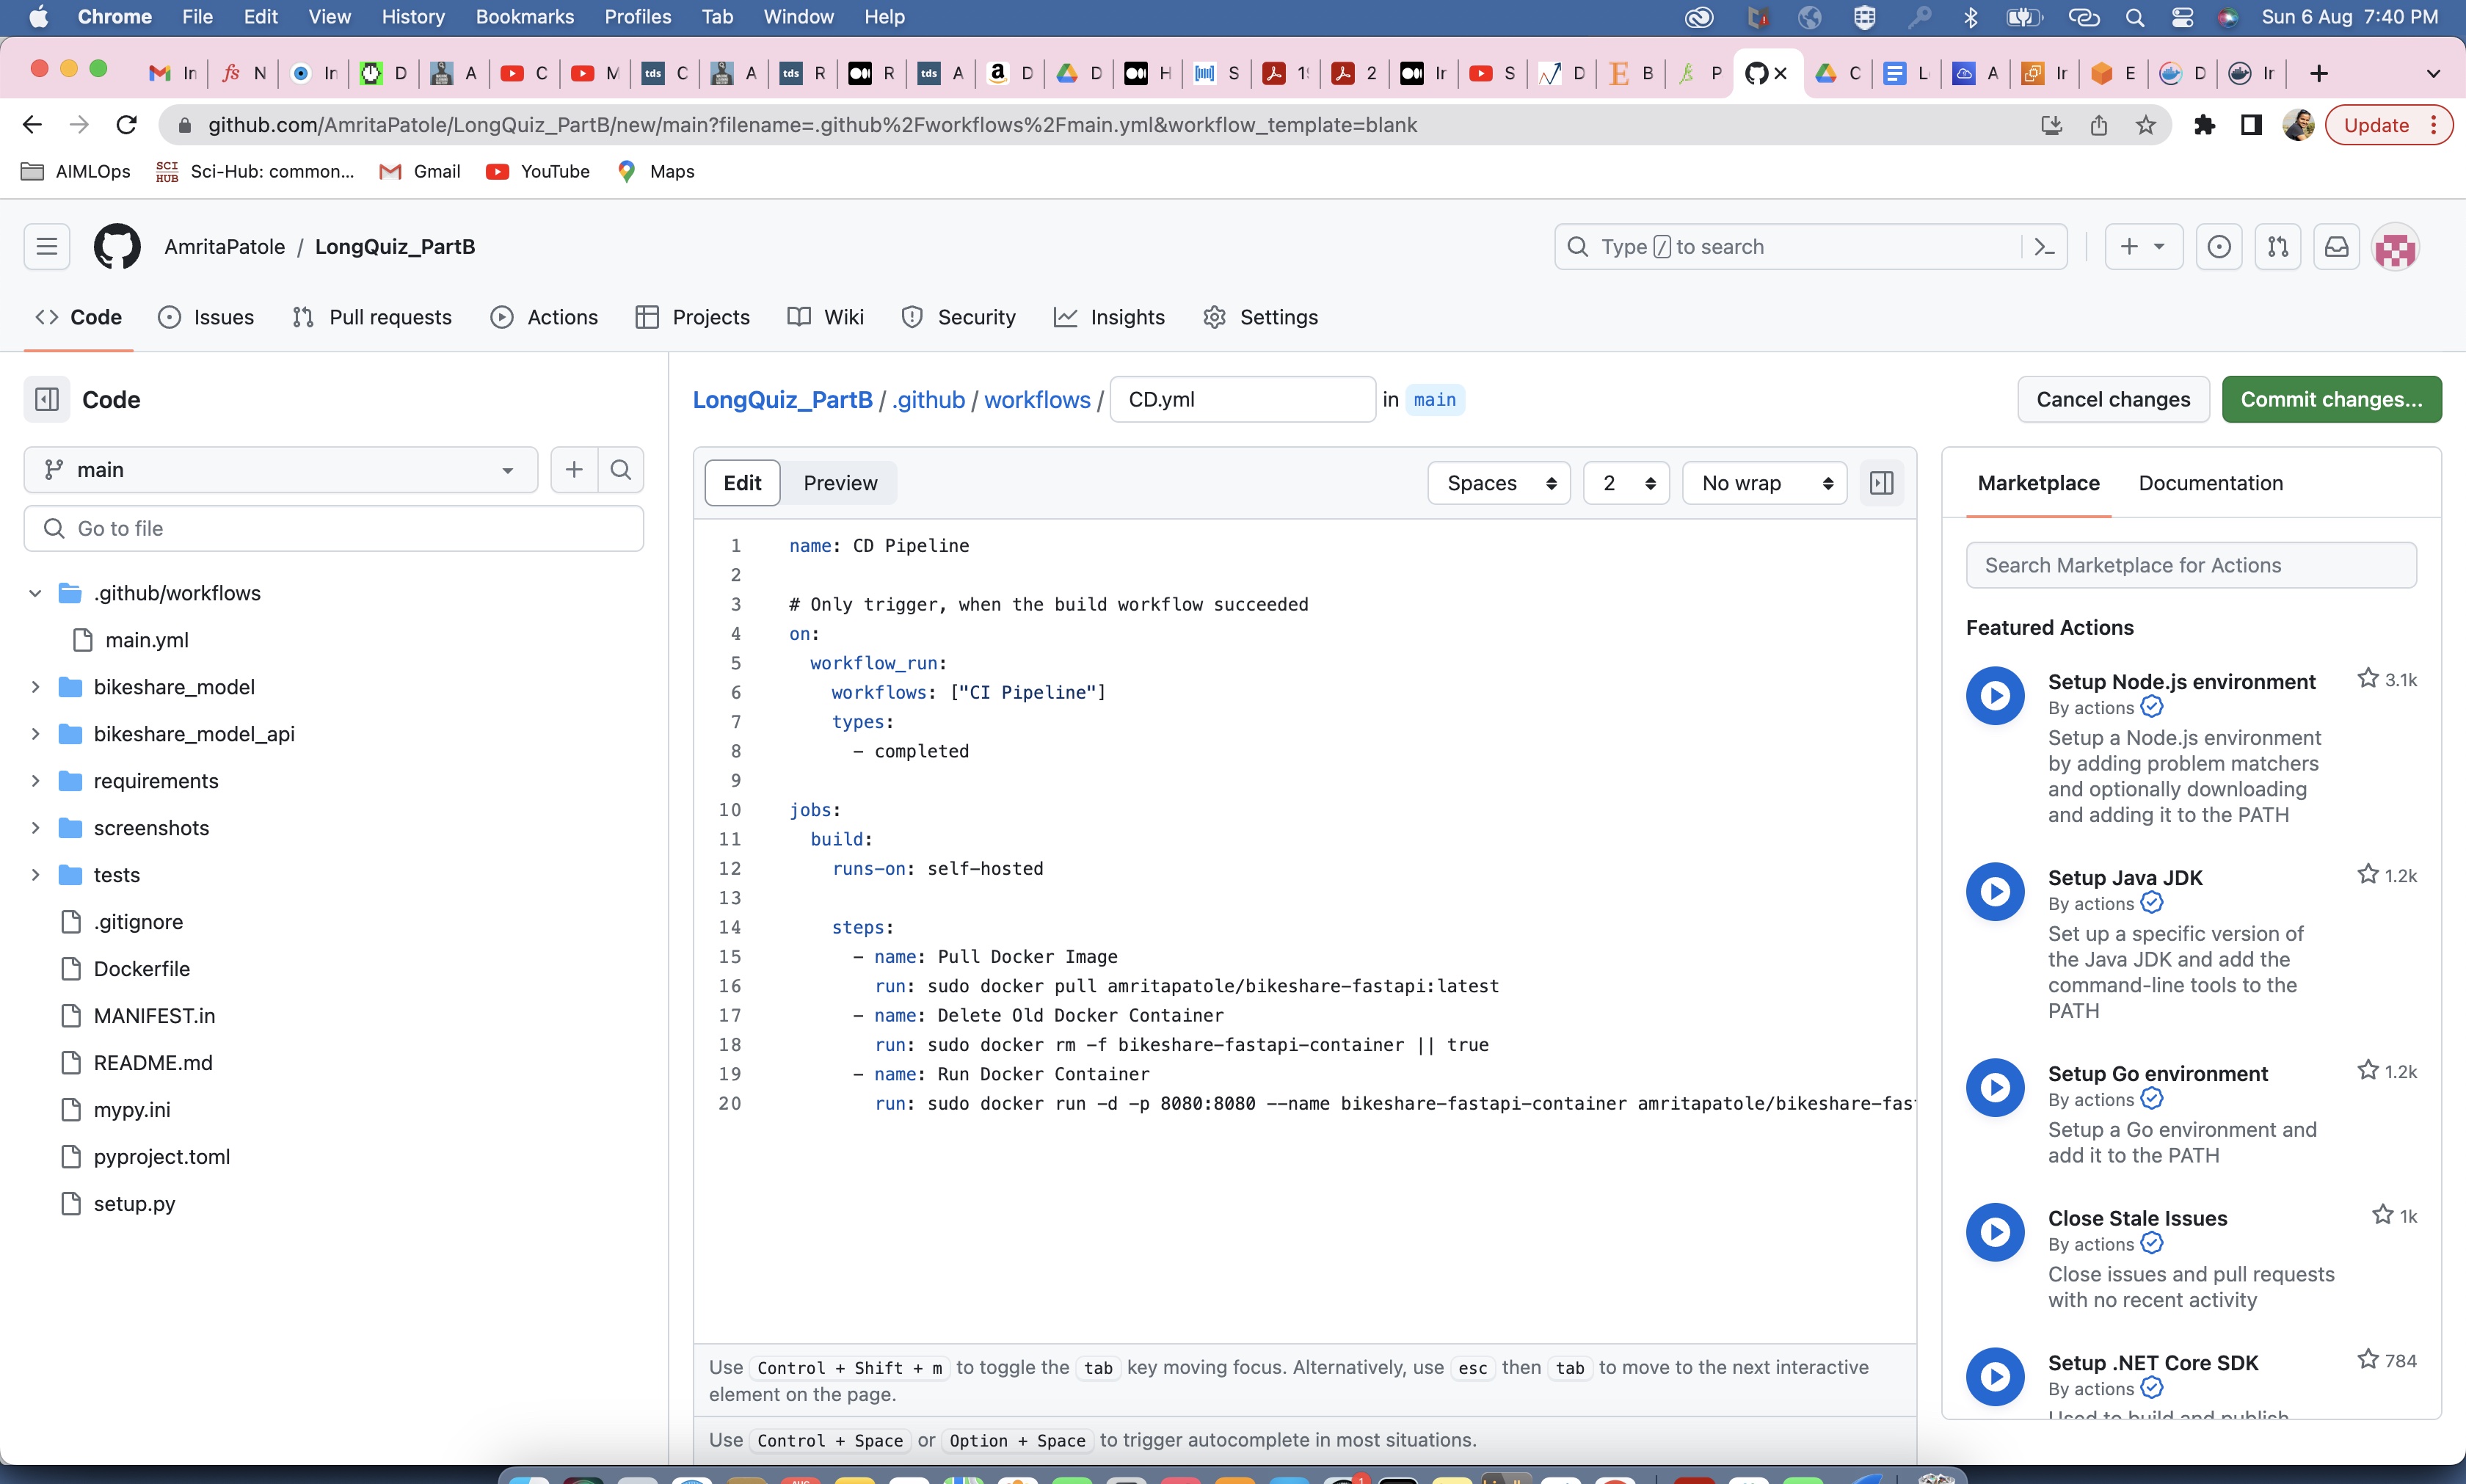 Chrome File Edit View History Bookmarks Profiles Tab Window Help Sun 6 Aug 7:40 PM
In N In D A C M C A R R A D D H S 1 2 Ir S D B P C L A Ir E D Ir
github.com/AmritaPatole/LongQuiz_PartB/new/main?filename=.github%2Fworkflows%2Fmain.yml&workflow_template=blank Update
AIMLOps SCI HUB Sci-Hub: common... Gmail YouTube Maps
AmritaPatole / LongQuiz_PartB Type / to search
Code Issues Pull requests Actions Projects Wiki Security Insights Settings
Code
main
Go to file
.github/workflows
main.yml
bikeshare_model
bikeshare_model_api
requirements
screenshots
tests
.gitignore
Dockerfile
MANIFEST.in
README.md
mypy.ini
pyproject.toml
setup.py
LongQuiz_PartB / .github / workflows / CD.yml in main Cancel changes Commit changes...
Edit Preview Spaces 2 No wrap
1 name: CD Pipeline
2
3 # Only trigger, when the build workflow succeeded
4 on:
5 workflow_run:
6 workflows: ["CI Pipeline"]
7 types:
8 - completed
9
10 jobs:
11 build:
12 runs-on: self-hosted
13
14 steps:
15 - name: Pull Docker Image
16 run: sudo docker pull amritapatole/bikeshare-fastapi:latest
17 - name: Delete Old Docker Container
18 run: sudo docker rm -f bikeshare-fastapi-container || true
19 - name: Run Docker Container
20 run: sudo docker run -d -p 8080:8080 --name bikeshare-fastapi-container amritapatole/bikeshare-fas
Use Control + Shift + m to toggle the tab key moving focus. Alternatively, use esc then tab to move to the next interactive
element on the page.
Use Control + Space or Option + Space to trigger autocomplete in most situations.
Marketplace Documentation
Search Marketplace for Actions
Featured Actions
Setup Node.js environment 3.1k
By actions
Setup a Node.js environment
by adding problem matchers
and optionally downloading
and adding it to the PATH
Setup Java JDK 1.2k
By actions
Set up a specific version of
the Java JDK and add the
command-line tools to the
PATH
Setup Go environment 1.2k
By actions
Setup a Go environment and
add it to the PATH
Close Stale Issues 1k
By actions
Close issues and pull requests
with no recent activity
Setup .NET Core SDK 784
By actions
Used to build and publish